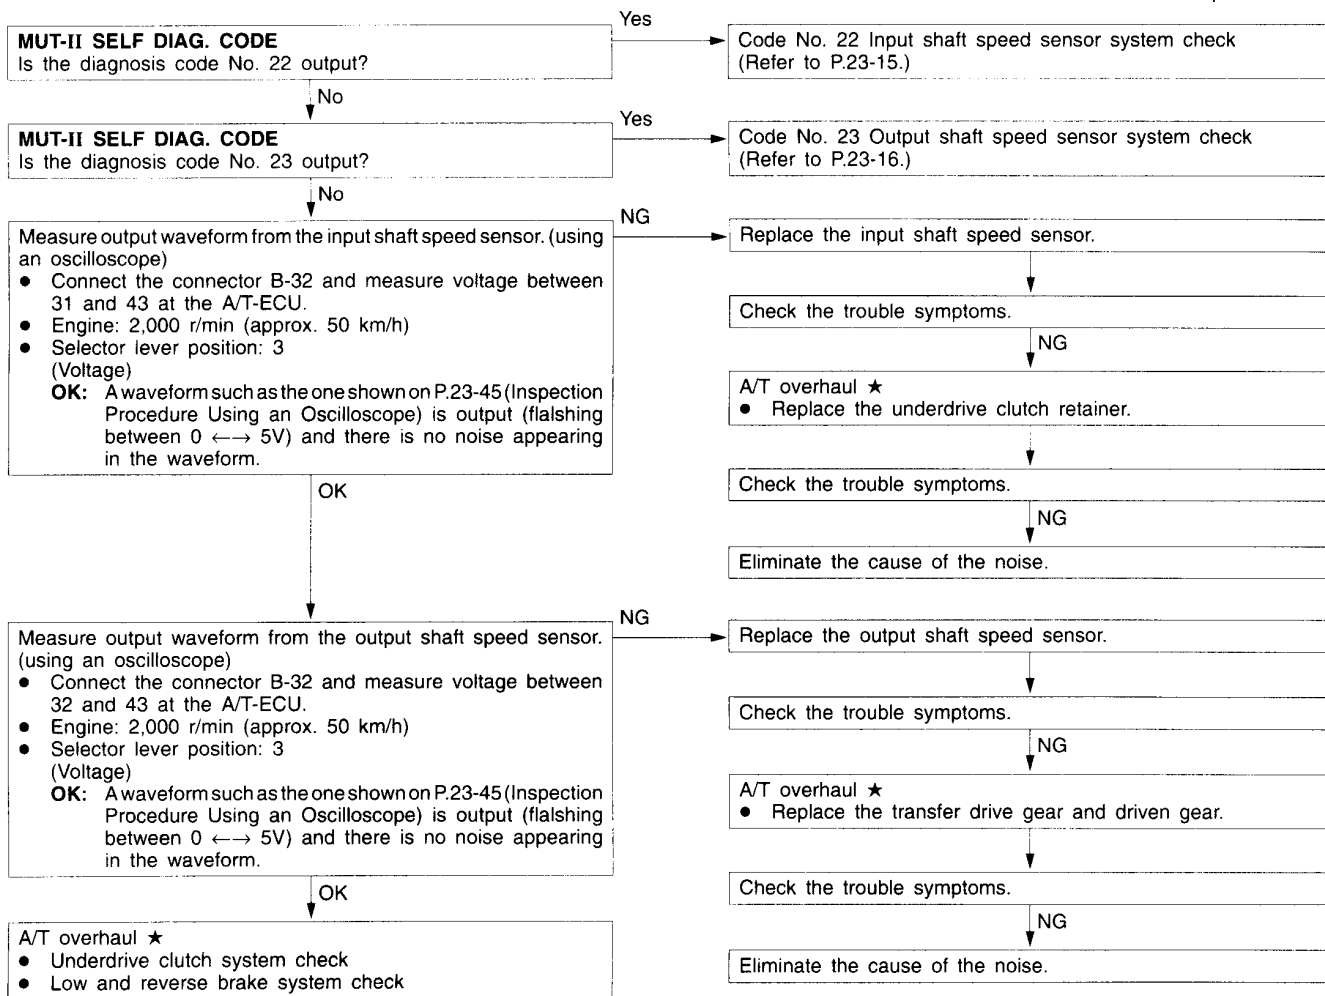 MUT-II SELF DIAG. CODE
Is the diagnosis code No. 22 output?
Yes
Code No. 22 Input shaft speed sensor system check
(Refer to P.23-15.)
No
MUT-II SELF DIAG. CODE
Is the diagnosis code No. 23 output?
Yes
Code No. 23 Output shaft speed sensor system check
(Refer to P.23-16.)
No
Measure output waveform from the input shaft speed sensor. (using
an oscilloscope)
● Connect the connector B-32 and measure voltage between
31 and 43 at the A/T-ECU.
● Engine: 2,000 r/min (approx. 50 km/h)
● Selector lever position: 3
(Voltage)
OK: A waveform such as the one shown on P.23-45 (Inspection
Procedure Using an Oscilloscope) is output (flalshing
between 0 ←→ 5V) and there is no noise appearing
in the waveform.
NG
Replace the input shaft speed sensor.
Check the trouble symptoms.
NG
A/T overhaul ★
● Replace the underdrive clutch retainer.
Check the trouble symptoms.
NG
Eliminate the cause of the noise.
OK
Measure output waveform from the output shaft speed sensor.
(using an oscilloscope)
● Connect the connector B-32 and measure voltage between
32 and 43 at the A/T-ECU.
● Engine: 2,000 r/min (approx. 50 km/h)
● Selector lever position: 3
(Voltage)
OK: A waveform such as the one shown on P.23-45 (Inspection
Procedure Using an Oscilloscope) is output (flalshing
between 0 ←→ 5V) and there is no noise appearing
in the waveform.
NG
Replace the output shaft speed sensor.
Check the trouble symptoms.
NG
A/T overhaul ★
● Replace the transfer drive gear and driven gear.
Check the trouble symptoms.
NG
Eliminate the cause of the noise.
OK
A/T overhaul ★
● Underdrive clutch system check
● Low and reverse brake system check